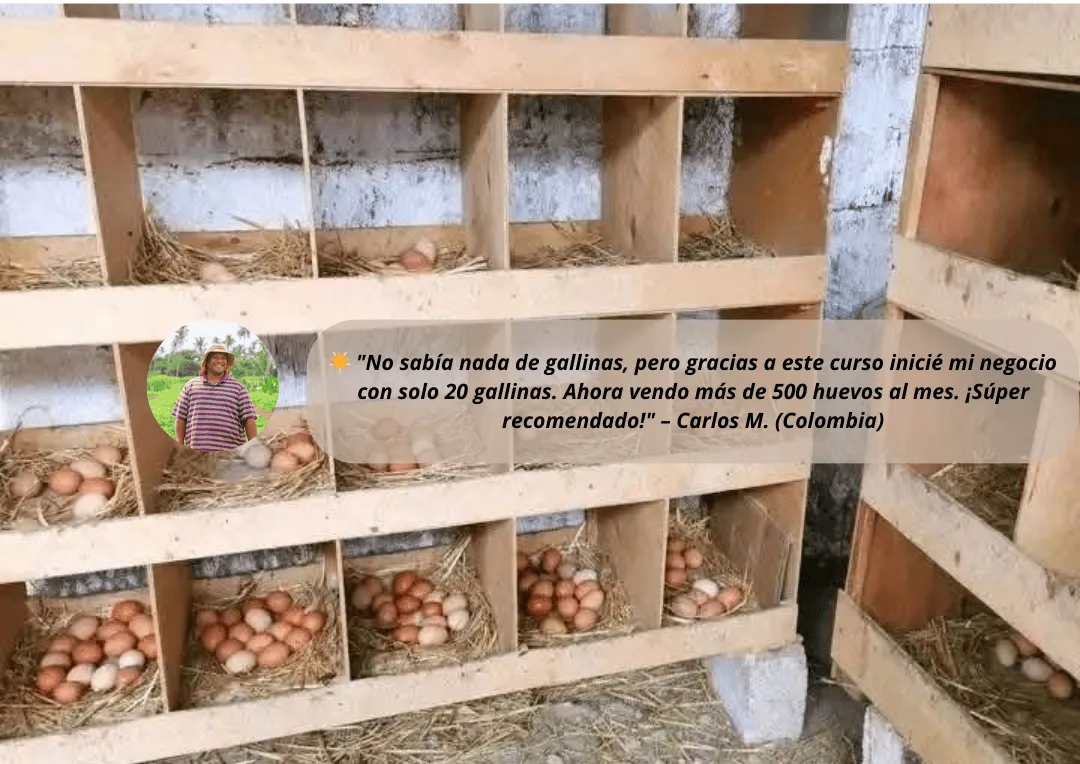 ☀️ "No sabía nada de gallinas, pero gracias a este curso inicié mi negocio
con solo 20 gallinas. Ahora vendo más de 500 huevos al mes. ¡Súper
recomendado!" – Carlos M. (Colombia)